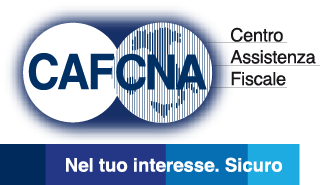 CAFCNA
Centro
Assistenza
Fiscale
Nel tuo interesse. Sicuro